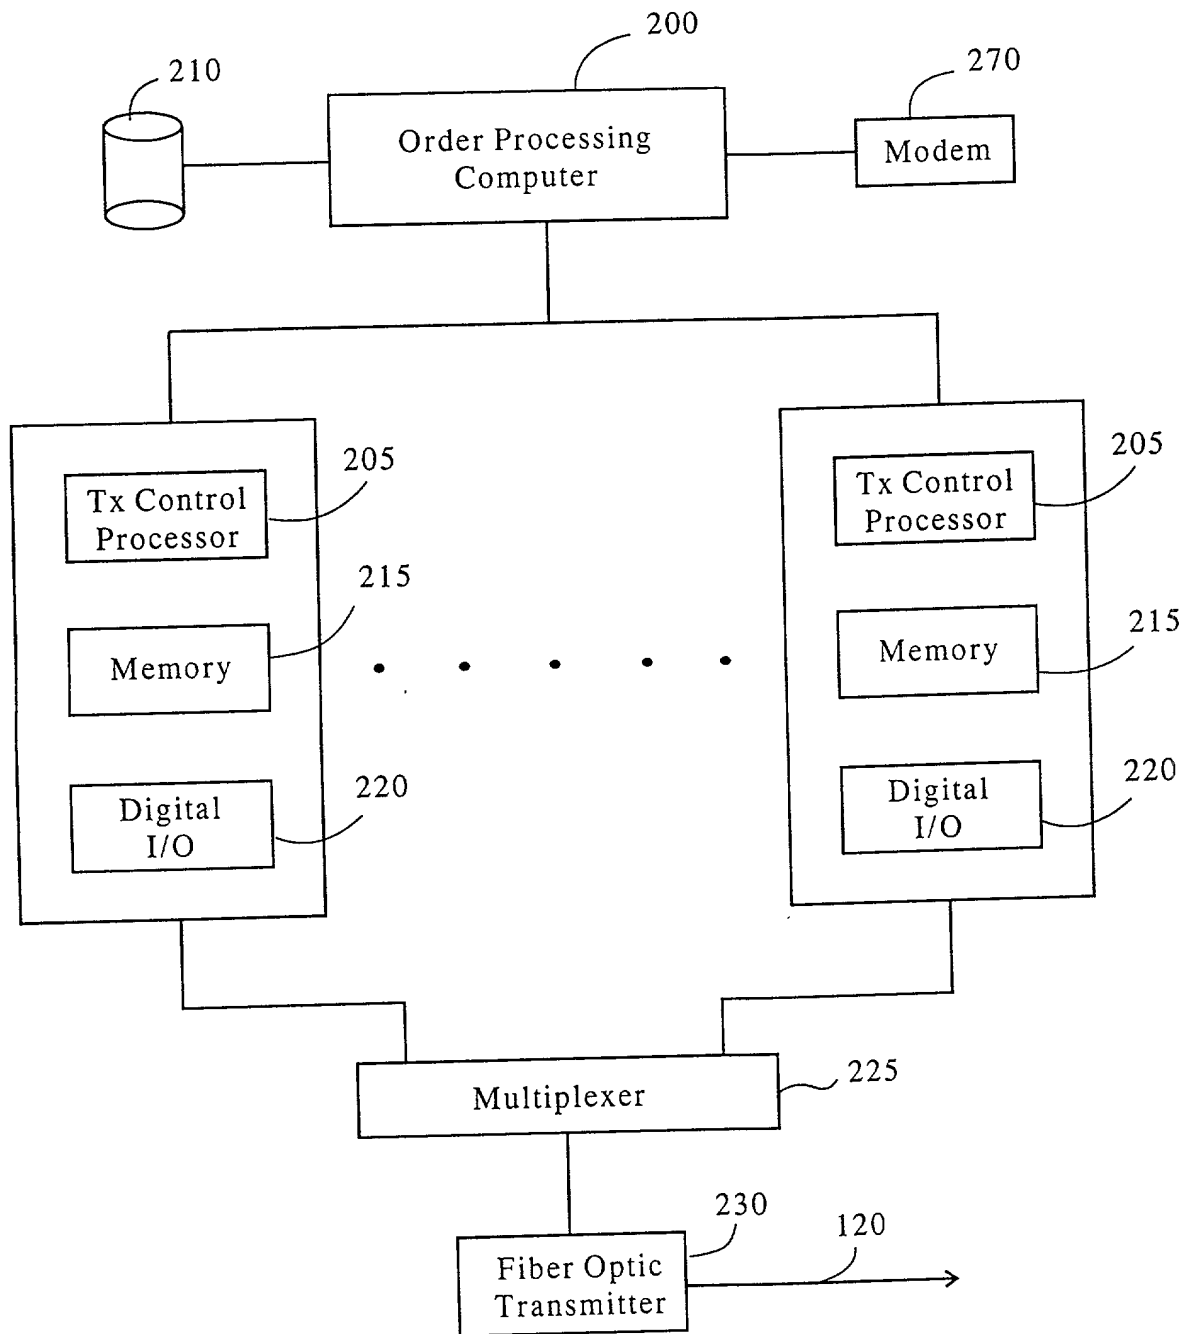 200
210
270
Order Processing
Computer
Modem
205
Tx Control
Processor
215
Memory
220
Digital
I/O
205
Tx Control
Processor
215
Memory
220
Digital
I/O
225
Multiplexer
230
120
Fiber Optic
Transmitter